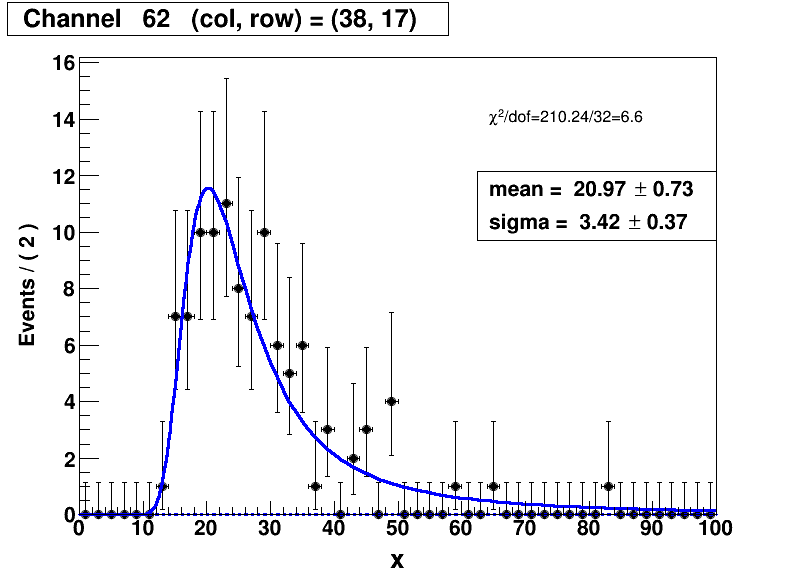 Channel 62 (col, row) = (38, 17)
16
χ²/dof=210.24/32=6.6
14
12
mean = 20.97 ± 0.73
sigma = 3.42 ± 0.37
10
8
6
4
2
0
Events / ( 2 )
0 10 20 30 40 50 60 70 80 90 100
x